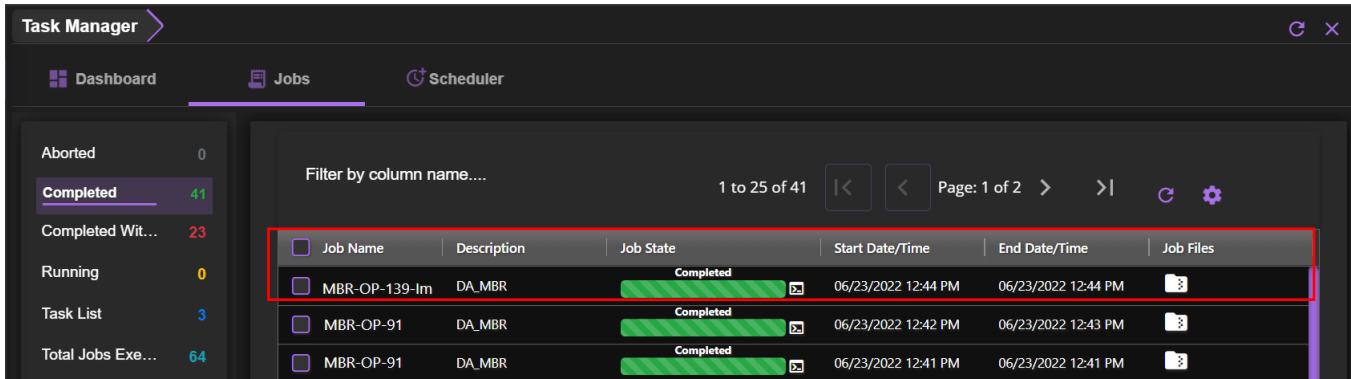 Task Manager
Dashboard Jobs Scheduler
Aborted 0
Completed 41
Completed Wit... 23
Running 0
Task List 3
Total Jobs Exe... 64
Filter by column name....
1 to 25 of 41 Page: 1 of 2
Job Name Description Job State Start Date/Time End Date/Time Job Files
MBR-OP-139-Im DA_MBR Completed 06/23/2022 12:44 PM 06/23/2022 12:44 PM
MBR-OP-91 DA_MBR Completed 06/23/2022 12:42 PM 06/23/2022 12:43 PM
MBR-OP-91 DA_MBR Completed 06/23/2022 12:41 PM 06/23/2022 12:41 PM